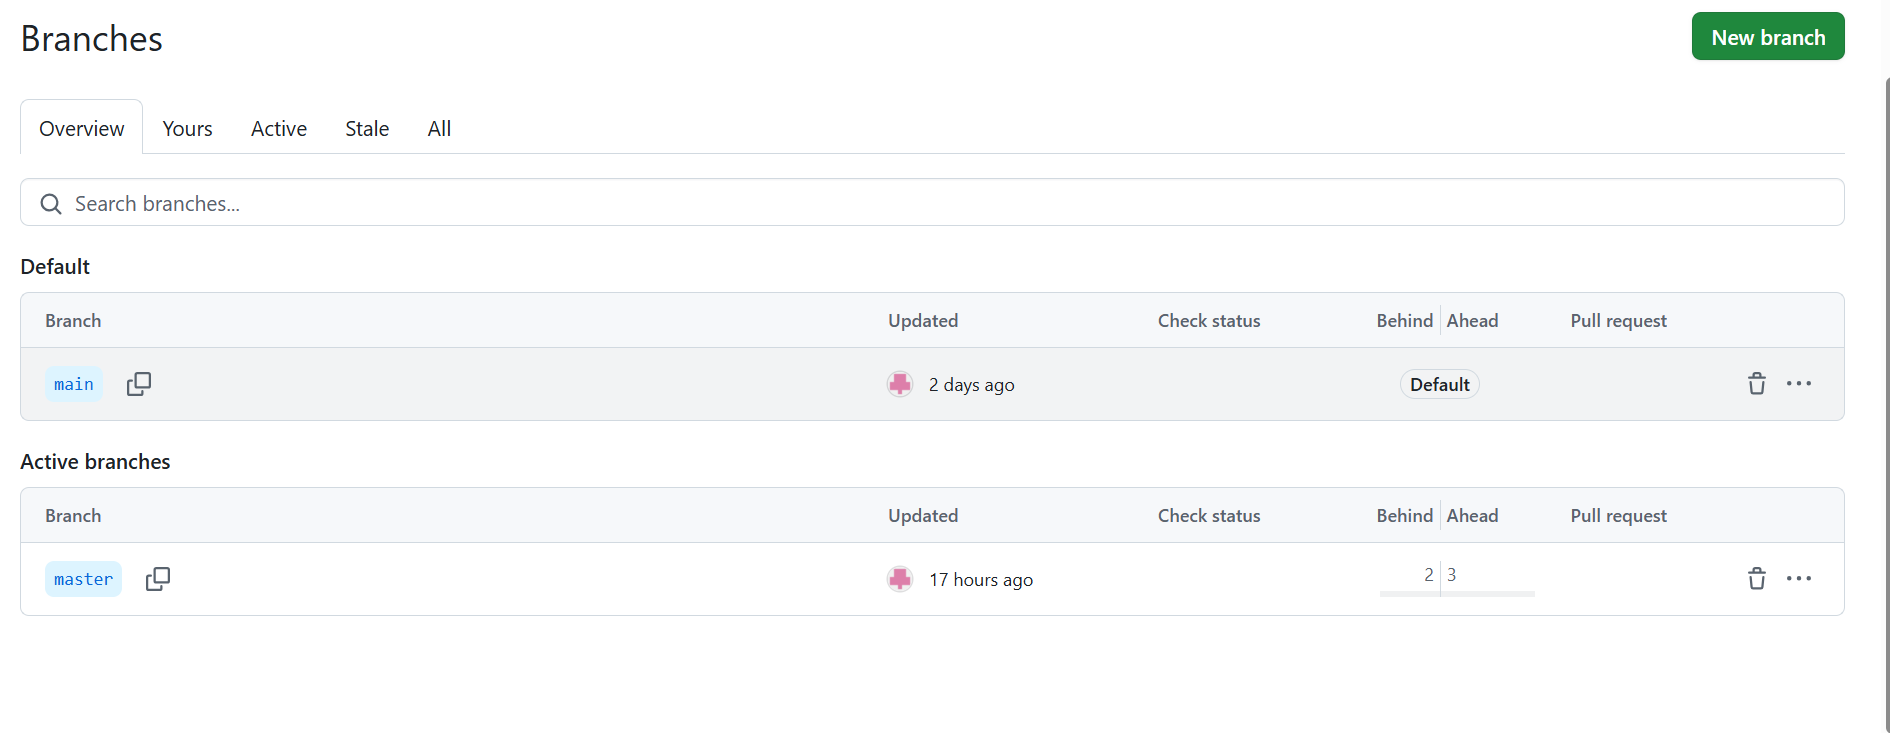 Branches
New branch
Overview Yours Active Stale All
Search branches...
Default
Branch Updated Check status Behind Ahead Pull request
main 2 days ago Default
Active branches
Branch Updated Check status Behind Ahead Pull request
master 17 hours ago 2 3